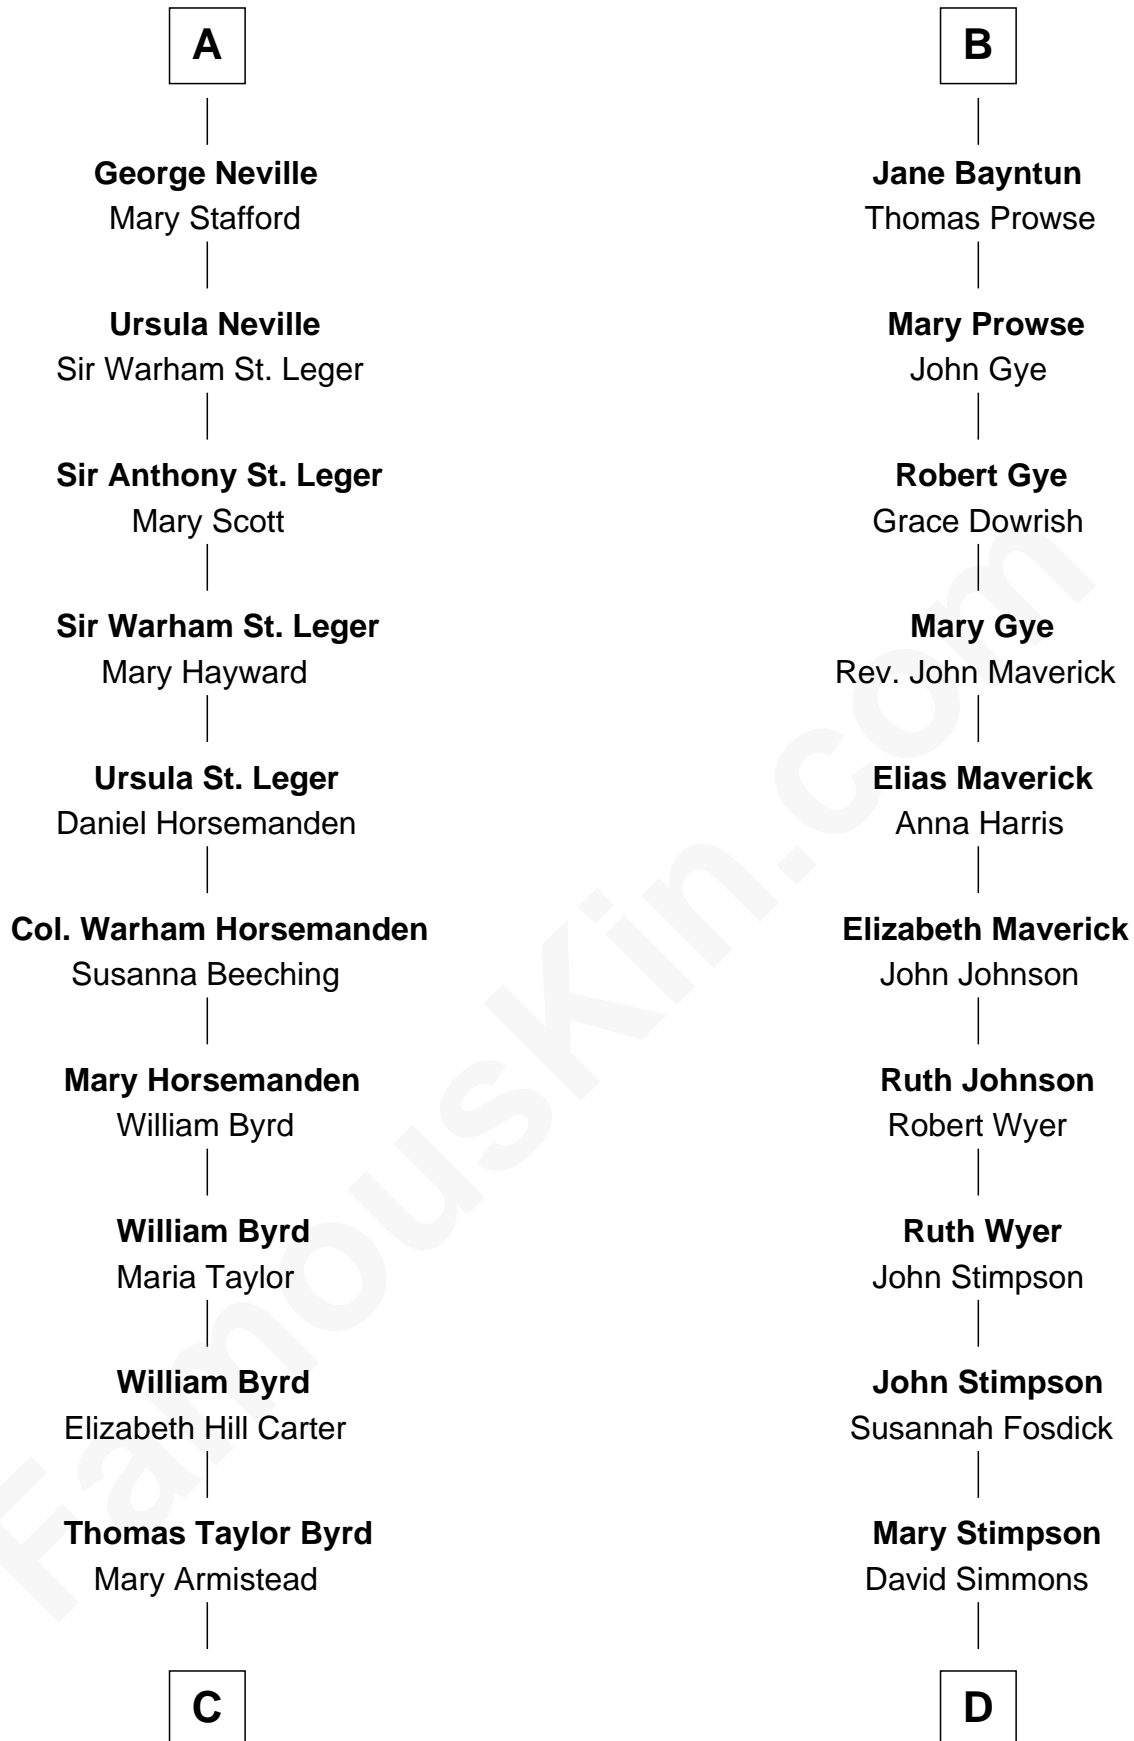 A
George Neville
Mary Stafford
Ursula Neville
Sir Warham St. Leger
Sir Anthony St. Leger
Mary Scott
Sir Warham St. Leger
Mary Hayward
Ursula St. Leger
Daniel Horsemanden
Col. Warham Horsemanden
Susanna Beeching
Mary Horsemanden
William Byrd
William Byrd
Maria Taylor
William Byrd
Elizabeth Hill Carter
Thomas Taylor Byrd
Mary Armistead
C
B
Jane Bayntun
Thomas Prowse
Mary Prowse
John Gye
Robert Gye
Grace Dowrish
Mary Gye
Rev. John Maverick
Elias Maverick
Anna Harris
Elizabeth Maverick
John Johnson
Ruth Johnson
Robert Wyer
Ruth Wyer
John Stimpson
John Stimpson
Susannah Fosdick
Mary Stimpson
David Simmons
D
FamousKin.com